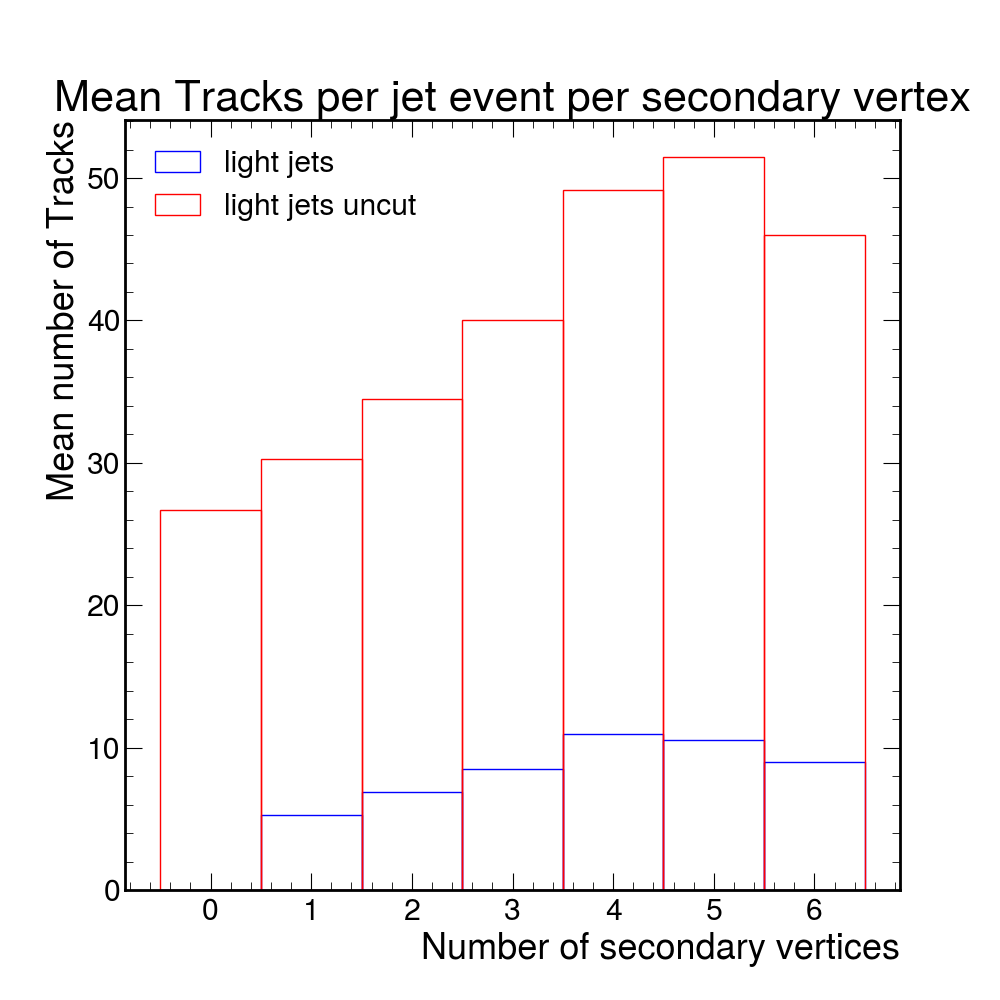 Mean Tracks per jet event per secondary vertex
Mean number of Tracks
light jets
light jets uncut
50
40
30
20
10
0
0 1 2 3 4 5 6
Number of secondary vertices